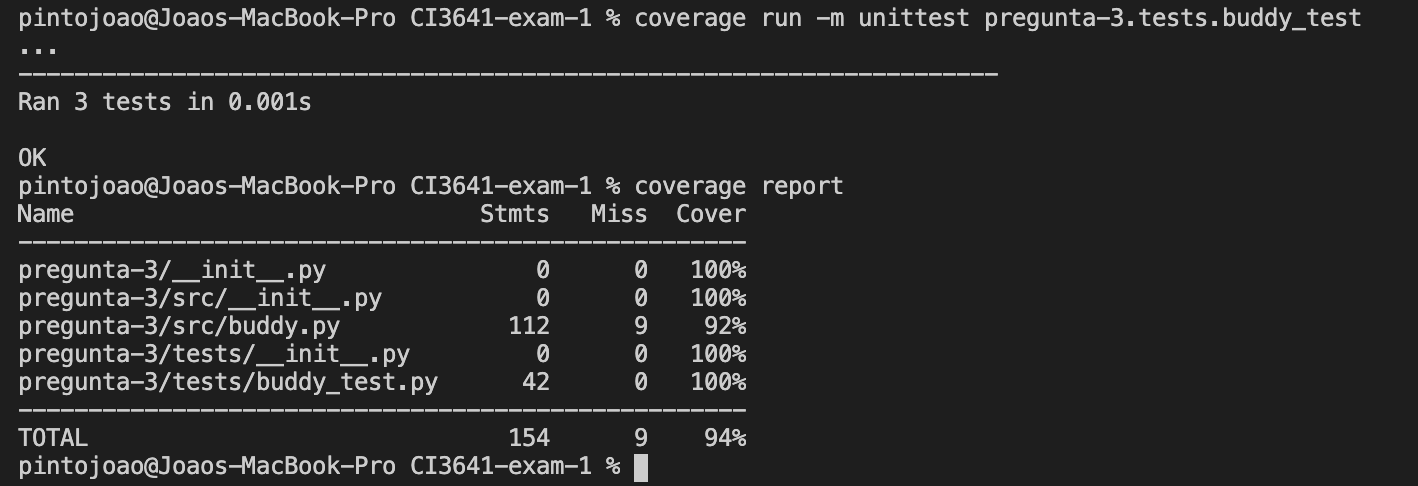 pintojoao@Joaos-MacBook-Pro CI3641-exam-1 % coverage run -m unittest pregunta-3.tests.buddy_test
...
----------------------------------------------------------------------
Ran 3 tests in 0.001s
OK
pintojoao@Joaos-MacBook-Pro CI3641-exam-1 % coverage report
Name                             Stmts   Miss  Cover
----------------------------------------------------
pregunta-3/__init__.py               0      0   100%
pregunta-3/src/__init__.py           0      0   100%
pregunta-3/src/buddy.py            112      9    92%
pregunta-3/tests/__init__.py         0      0   100%
pregunta-3/tests/buddy_test.py      42      0   100%
----------------------------------------------------
TOTAL                              154      9    94%
pintojoao@Joaos-MacBook-Pro CI3641-exam-1 %